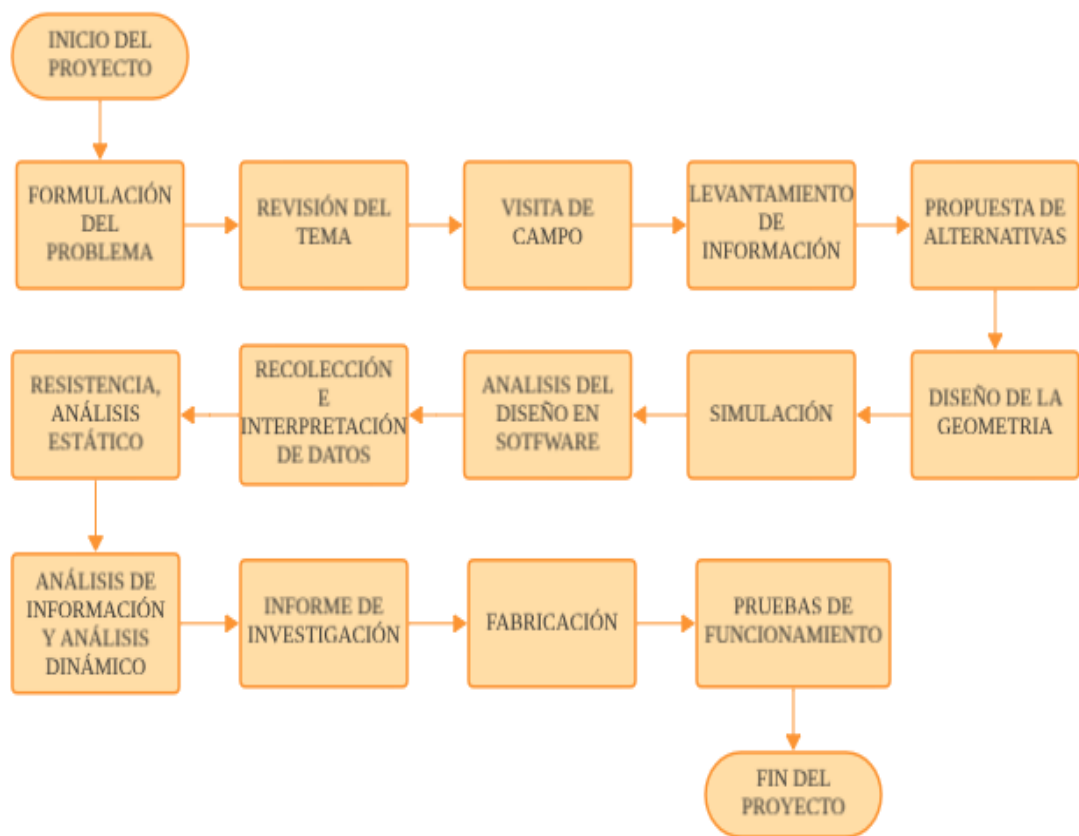 INICIO DEL
PROYECTO
FORMULACIÓN
DEL
PROBLEMA
REVISIÓN DEL
TEMA
VISITA DE
CAMPO
LEVANTAMIENTO
DE
INFORMACIÓN
PROPUESTA DE
ALTERNATIVAS
DISEÑO DE LA
GEOMETRIA
SIMULACIÓN
ANALISIS DEL
DISEÑO EN
SOTFWARE
RECOLECCIÓN
E
INTERPRETACIÓN
DE DATOS
RESISTENCIA,
ANÁLISIS
ESTÁTICO
ANÁLISIS DE
INFORMACIÓN
Y ANÁLISIS
DINÁMICO
INFORME DE
INVESTIGACIÓN
FABRICACIÓN
PRUEBAS DE
FUNCIONAMIENTO
FIN DEL
PROYECTO